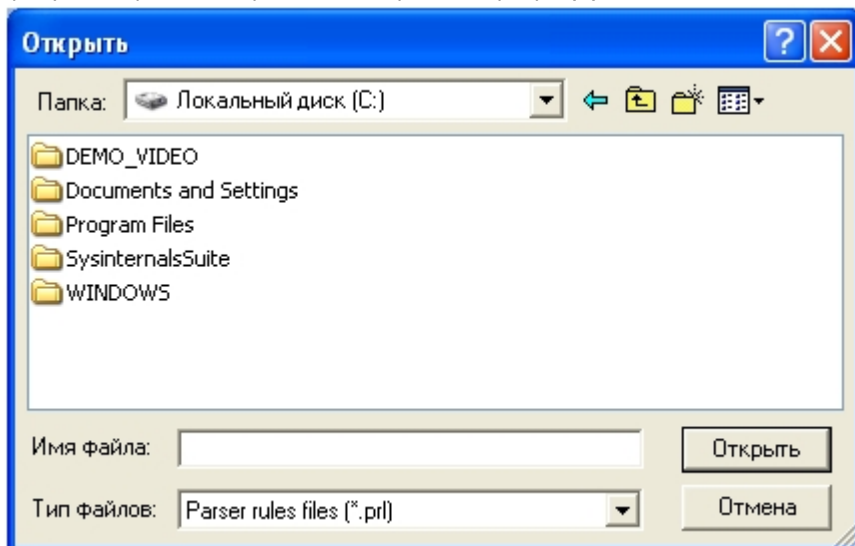 Открыть
Папка: Локальный диск (C:)
DEMO_VIDEO
Documents and Settings
Program Files
SysinternalsSuite
WINDOWS
Имя файла:
Открыть
Тип файлов: Parser rules files (*.prl)
Отмена